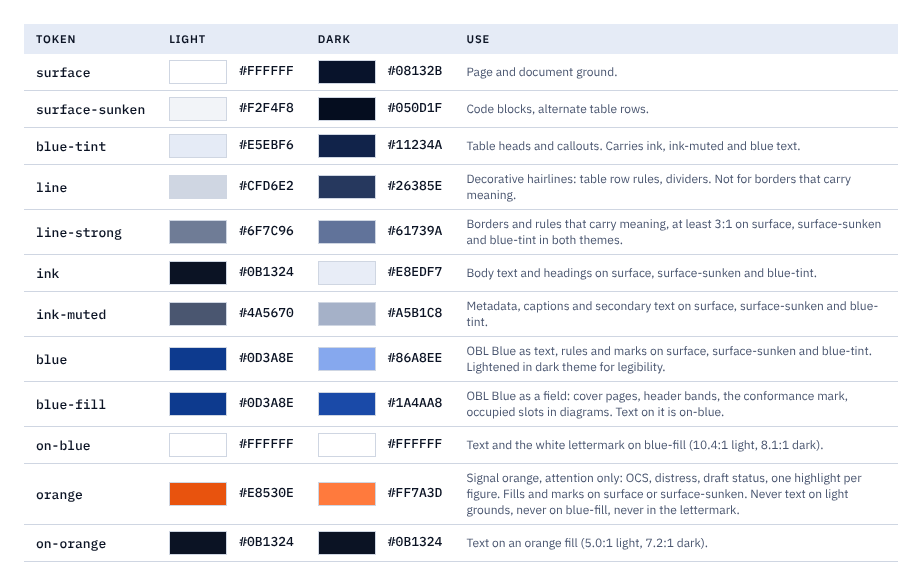 TOKEN LIGHT DARK USE
surface #FFFFFF #08132B Page and document ground.
surface-sunken #F2F4F8 #050D1F Code blocks, alternate table rows.
blue-tint #E5EBF6 #11234A Table heads and callouts. Carries ink, ink-muted and blue text.
line #CFD6E2 #26385E Decorative hairlines: table row rules, dividers. Not for borders that carry
meaning.
line-strong #6F7C96 #61739A Borders and rules that carry meaning, at least 3:1 on surface, surface-sunken
and blue-tint in both themes.
ink #0B1324 #E8EDF7 Body text and headings on surface, surface-sunken and blue-tint.
ink-muted #4A5670 #A5B1C8 Metadata, captions and secondary text on surface, surface-sunken and blue-
tint.
blue #0D3A8E #86A8EE OBL Blue as text, rules and marks on surface, surface-sunken and blue-tint.
Lightened in dark theme for legibility.
blue-fill #0D3A8E #1A4AA8 OBL Blue as a field: cover pages, header bands, the conformance mark,
occupied slots in diagrams. Text on it is on-blue.
on-blue #FFFFFF #FFFFFF Text and the white lettermark on blue-fill (10.4:1 light, 8.1:1 dark).
orange #E8530E #FF7A3D Signal orange, attention only: OCS, distress, draft status, one highlight per
figure. Fills and marks on surface or surface-sunken. Never text on light
grounds, never on blue-fill, never in the lettermark.
on-orange #0B1324 #0B1324 Text on an orange fill (5.0:1 light, 7.2:1 dark).